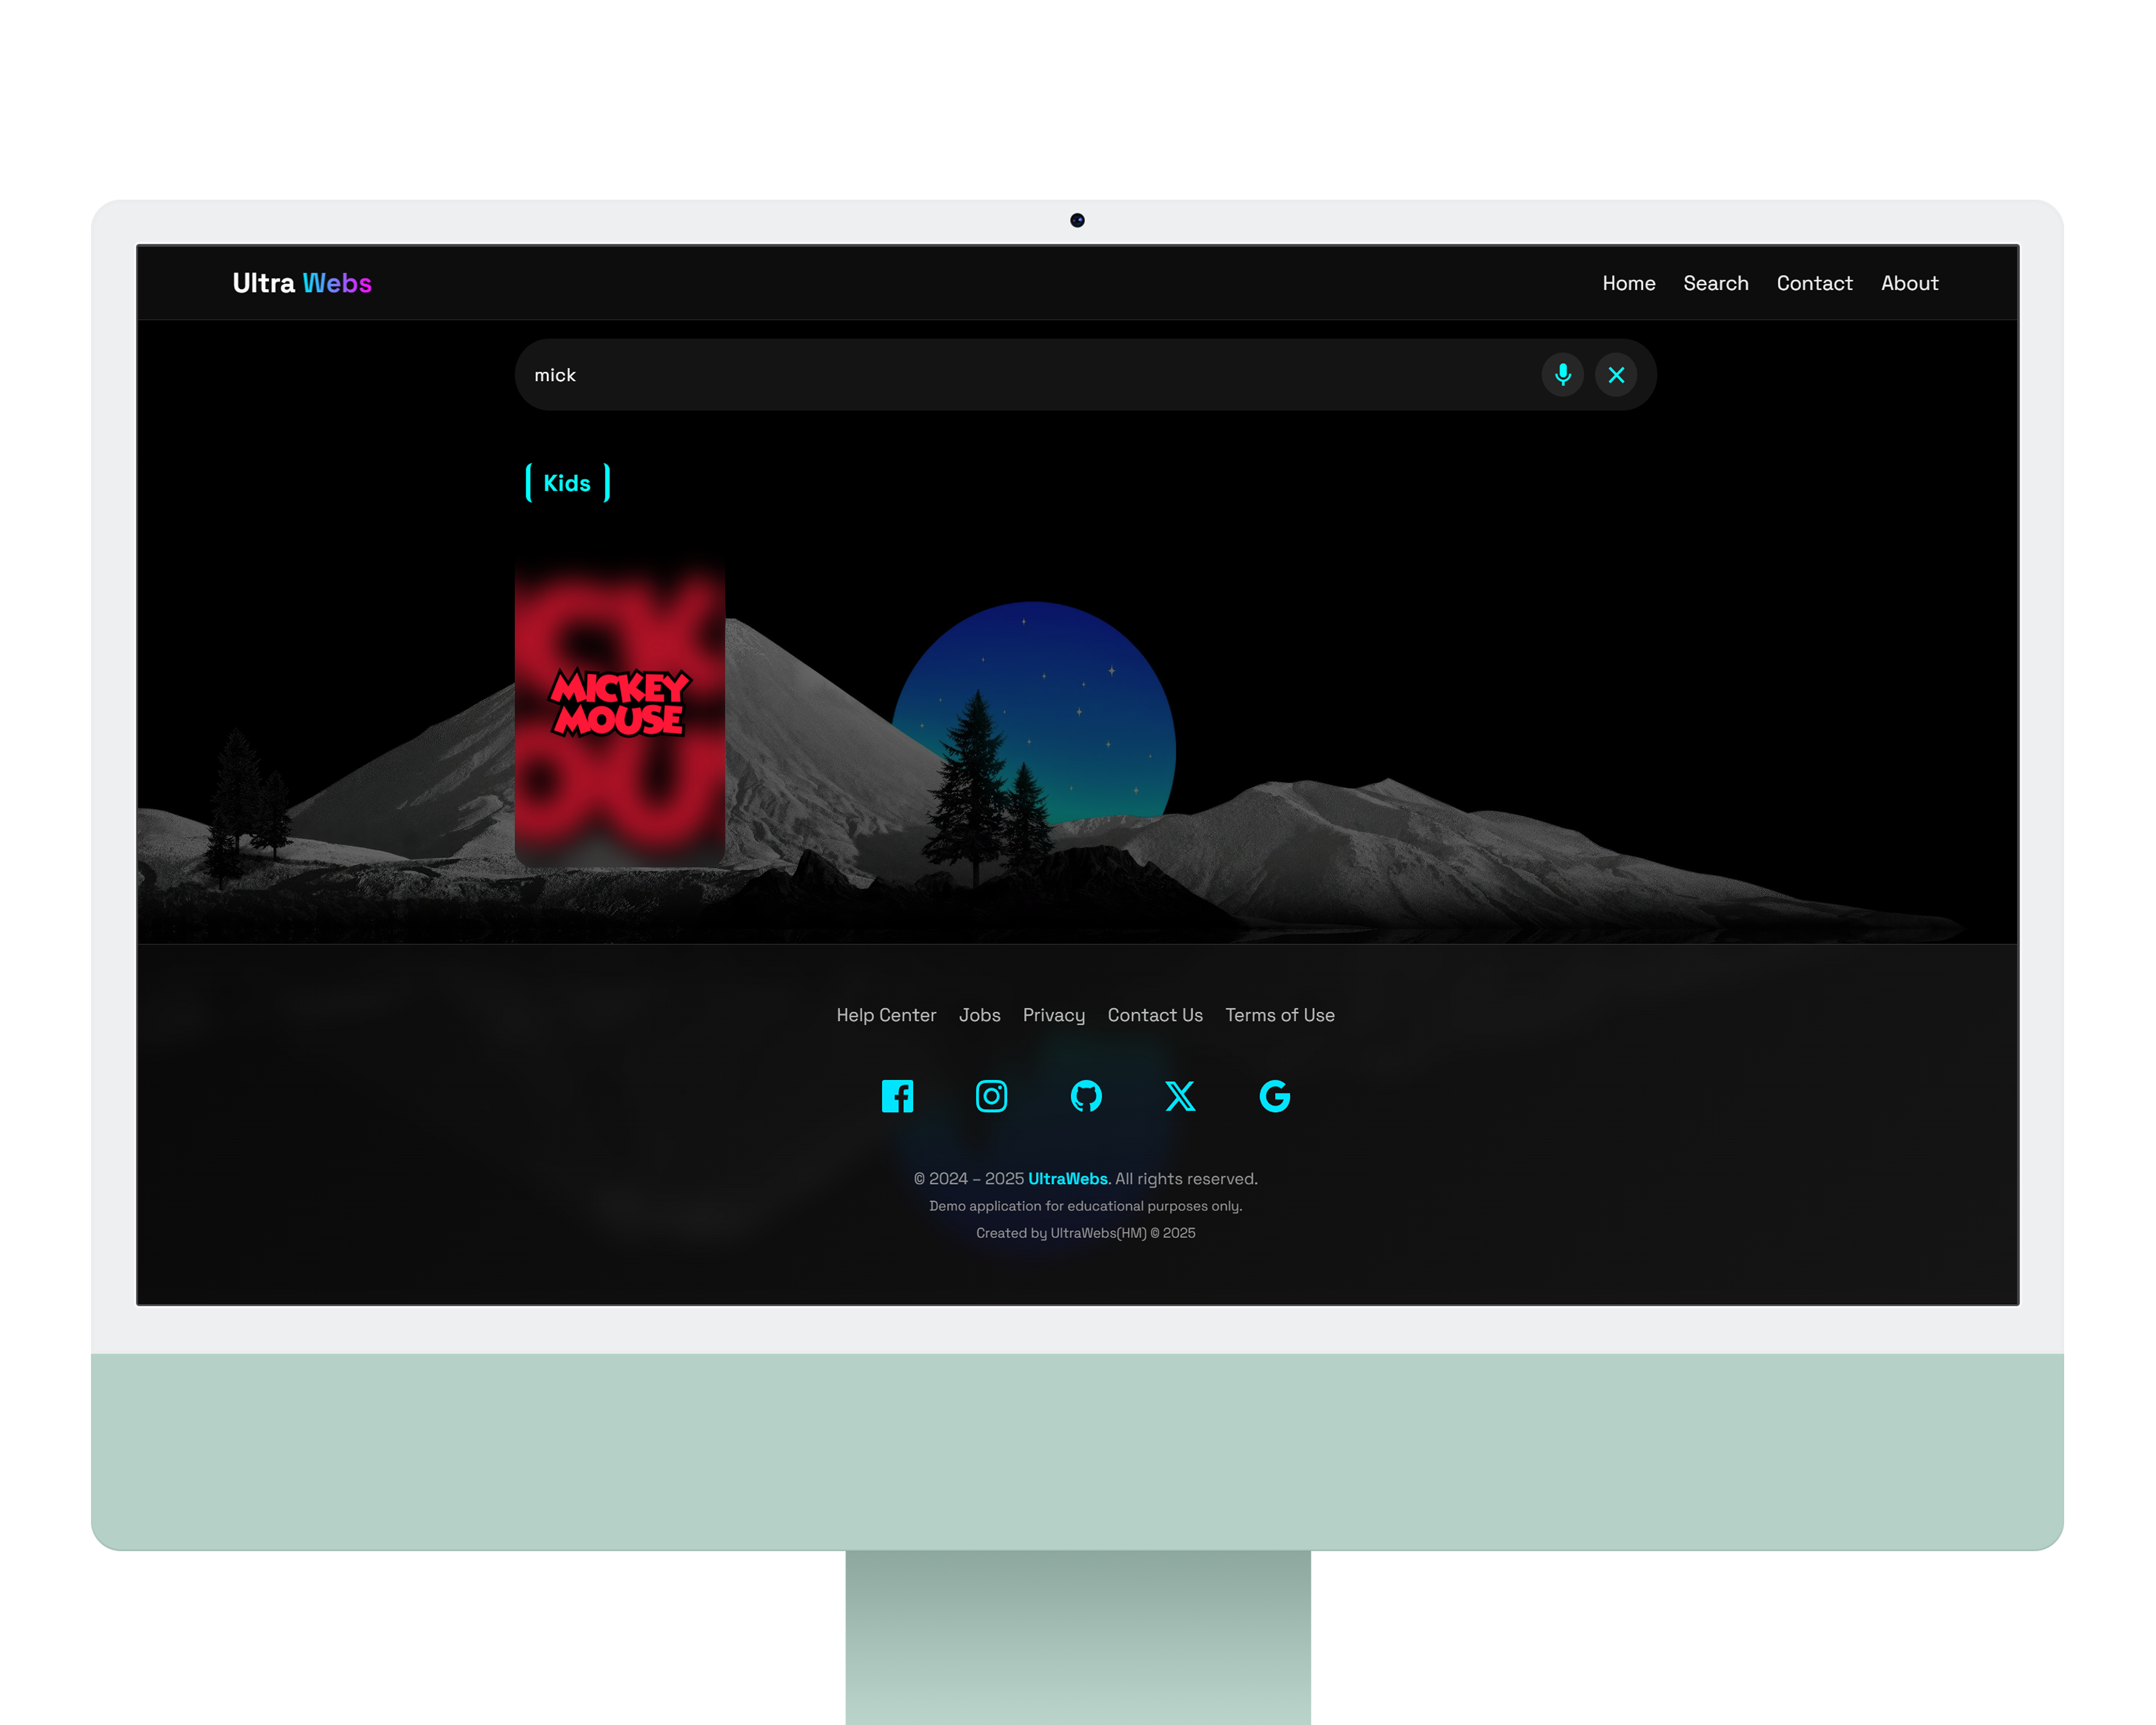 Ultra Webs
Home Search Contact About
mick
Kids
MICKEY
MOUSE
Help Center Jobs Privacy Contact Us Terms of Use
© 2024 – 2025 UltraWebs. All rights reserved.
Demo application for educational purposes only.
Created by UltraWebs(HM) © 2025